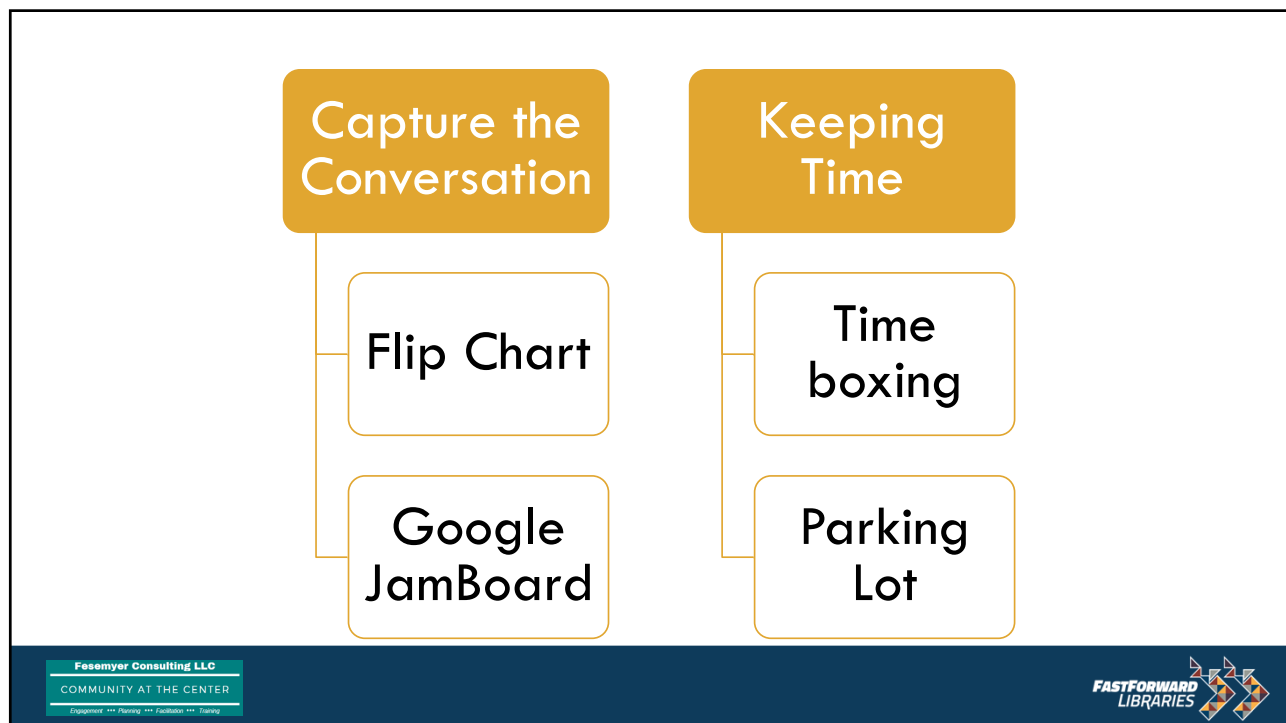 Capture the
Conversation
Flip Chart
Google
JamBoard
Keeping
Time
Time
boxing
Parking
Lot
Fesemyer Consulting LLC
COMMUNITY AT THE CENTER
Engagement ••• Planning ••• Facilitation ••• Training
FASTFORWARD
LIBRARIES